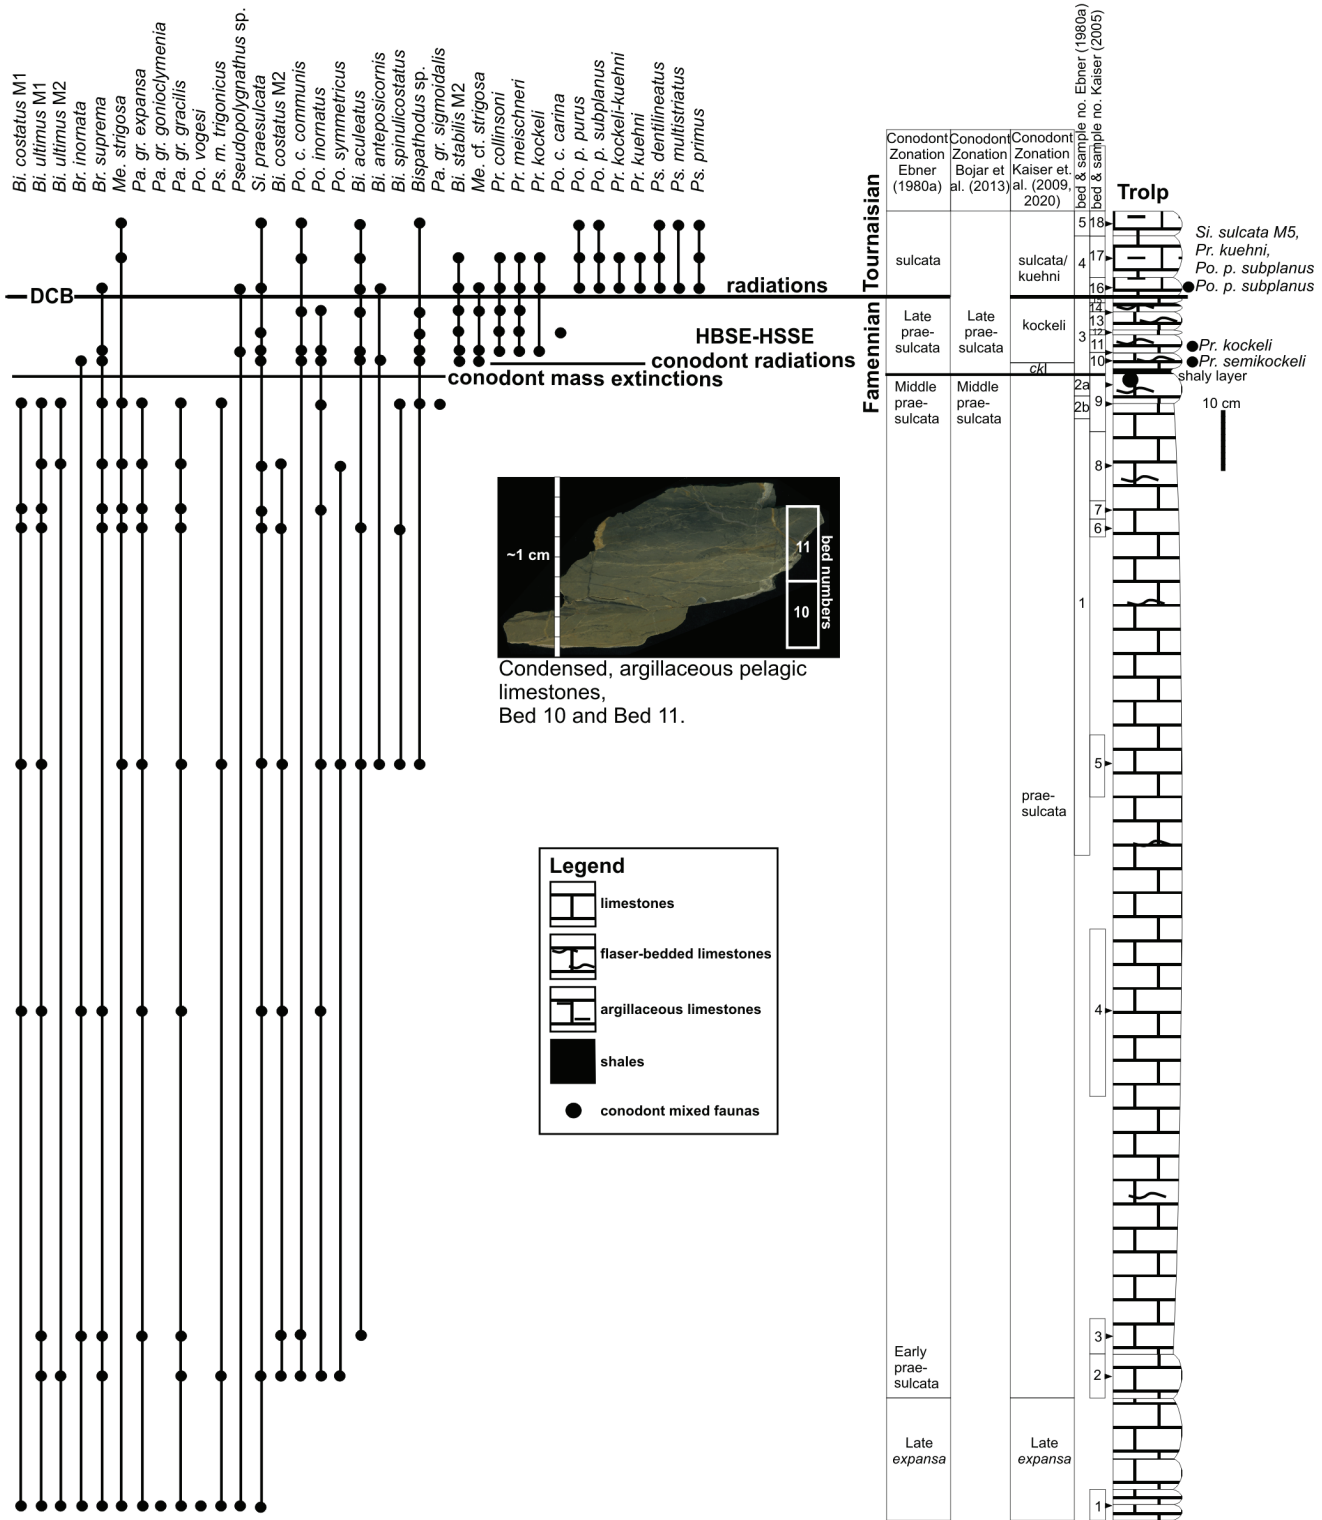 Bi. costatus M1
Bi. ultimus M1
Bi. ultimus M2
Br. inornata
Br. suprema
Me. strigosa
Pa. gr. expansa
Pa. gr. gonioclymenia
Pa. gr. gracilis
Po. vogesi
Ps. m. trigonicus
Pseudopolygnathus sp.
Si. praesulcata
Bi. costatus M2
Po. c. communis
Po. inornatus
Po. symmetricus
Bi. aculeatus
Bi. anteposicornis
Bi. spinulicostatus
Bispathodus sp.
Pa. gr. sigmoidalis
Bi. stabilis M2
Me. cf. strigosa
Pr. collinsoni
Pr. meischneri
Pr. kockeli
Po. c. carina
Po. p. purus
Po. p. subplanus
Pr. kockeli-kuehni
Pr. kuehni
Ps. dentilineatus
Ps. multistriatus
Ps. primus
DCB
radiations
HBSE-HSSE
conodont radiations
conodont mass extinctions
Famennian
Tournaisian
Conodont
Zonation
Ebner
(1980a)
Conodont
Zonation
Bojar et
al. (2013)
Conodont
Zonation
Kaiser et.
al. (2009,
2020)
bed & sample no. Ebner (1980a)
bed & sample no. Kaiser (2005)
Trolp
sulcata
Late
prae-
sulcata
Middle
prae-
sulcata
Early
prae-
sulcata
Late
expansa
Late
prae-
sulcata
Middle
prae-
sulcata
sulcata/
kuehni
kockeli
ckl
prae-
sulcata
Late
expansa
5
4
3
2a
2b
1
18
17
16
14
13
12
11
10
9
8
7
6
5
4
3
2
1
Si. sulcata M5,
Pr. kuehni,
Po. p. subplanus
Po. p. subplanus
Pr. kockeli
Pr. semikockeli
shaly layer
10 cm
~1 cm
11
10
bed numbers
Condensed, argillaceous pelagic
limestones,
Bed 10 and Bed 11.
Legend
limestones
flaser-bedded limestones
argillaceous limestones
shales
conodont mixed faunas